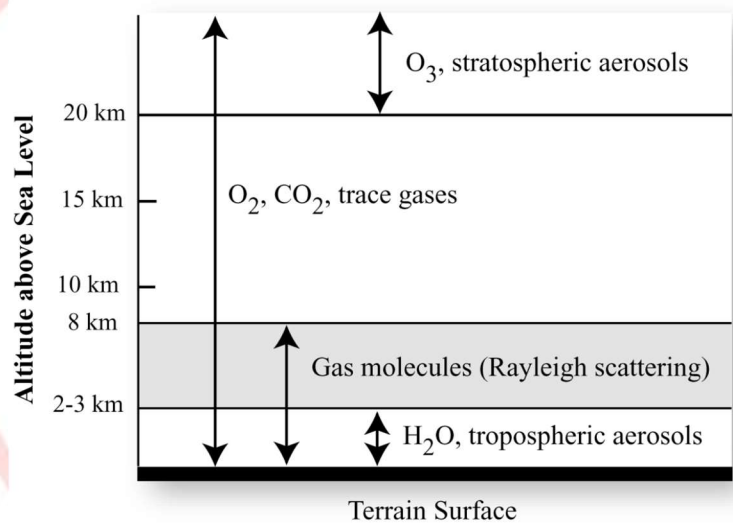 O₃, stratospheric aerosols
20 km
O₂, CO₂, trace gases
15 km
10 km
8 km
Gas molecules (Rayleigh scattering)
2-3 km
H₂O, tropospheric aerosols
Terrain Surface
Altitude above Sea Level